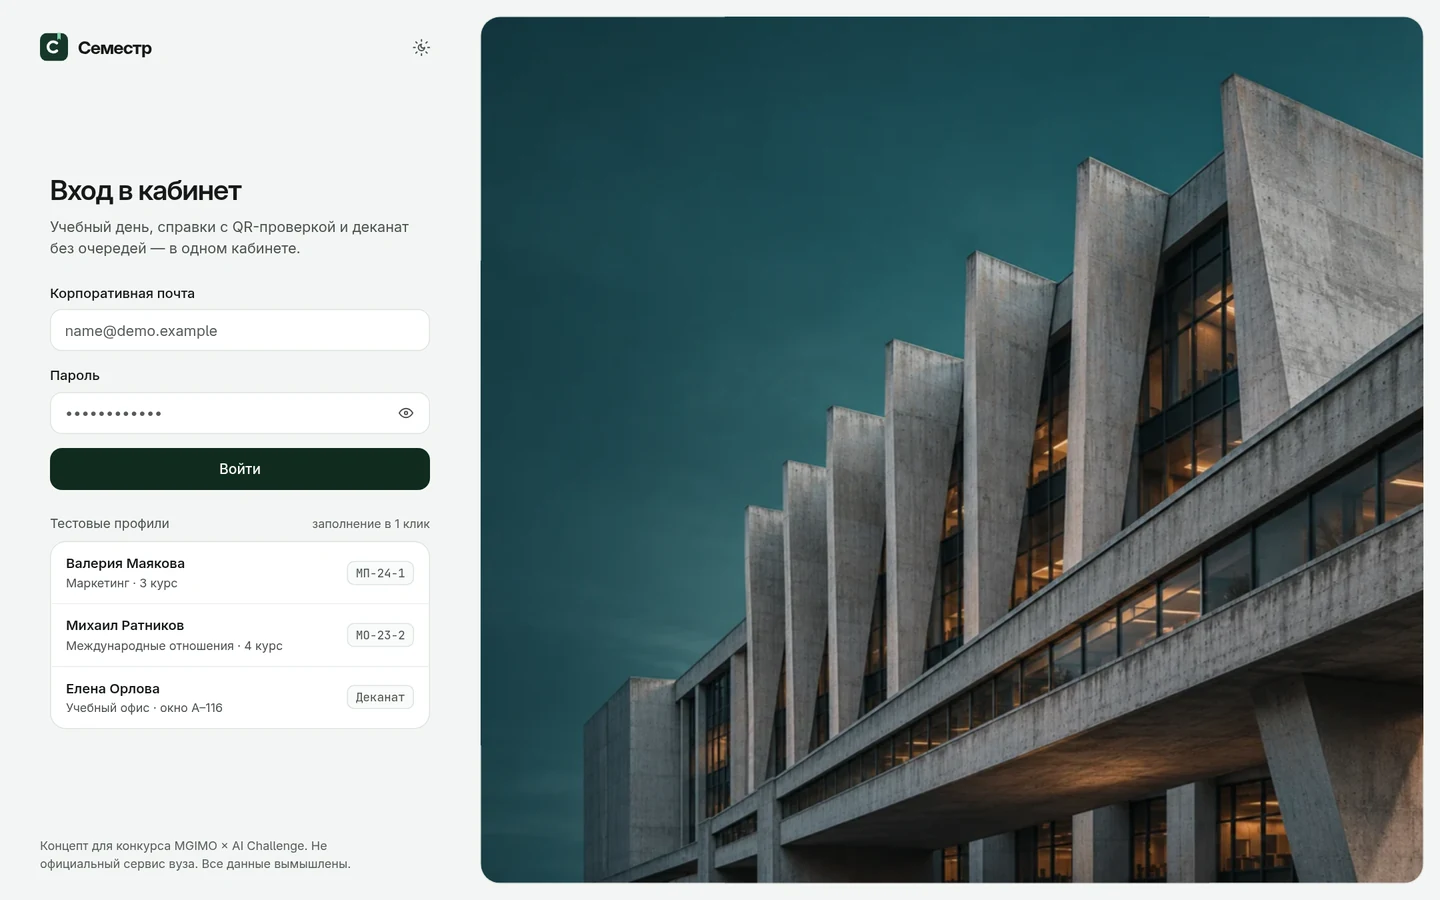 С Семестр
Вход в кабинет
Учебный день, справки с QR-проверкой и деканат
без очередей — в одном кабинете.
Корпоративная почта
name@demo.example
Пароль
••••••••••••
Войти
Тестовые профили заполнение в 1 клик
Валерия Маякова
Маркетинг · 3 курс
МП-24-1
Михаил Ратников
Международные отношения · 4 курс
МО-23-2
Елена Орлова
Учебный офис · окно А–116
Деканат
Концепт для конкурса MGIMO × AI Challenge. Не
официальный сервис вуза. Все данные вымышлены.